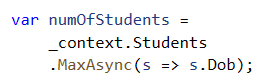 var numOfStudents =
    _context.Students
    .MaxAsync(s => s.Dob);